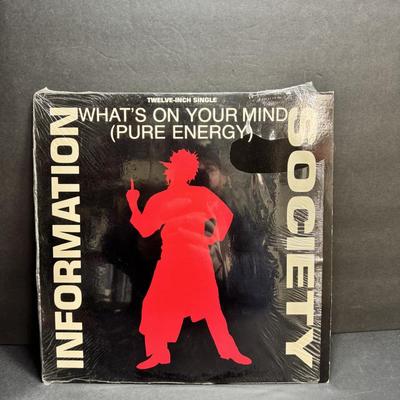 TWELVE-INCH SINGLE
WHAT'S ON YOUR MIND
(PURE ENERGY)
INFORMATION
SOCIETY